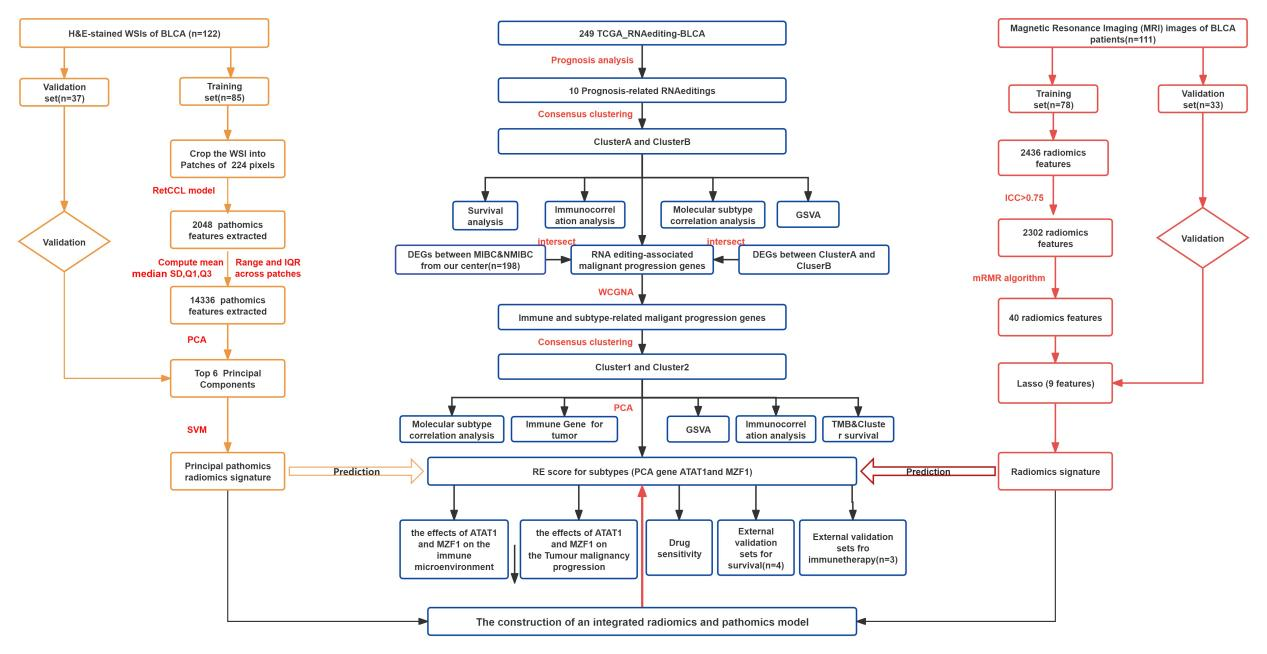 H&E-stained WSIs of BLCA (n=122)
Validation
set(n=37)
Training
set(n=85)
Crop the WSI into
Patches of 224 pixels
RetCCL model
2048 pathomics
features extracted
Validation
Compute mean
median SD,Q1,Q3
Range and IQR
across patches
14336 pathomics
features extracted
PCA
Top 6 Principal
Components
SVM
Principal pathomics
radiomics signature
Prediction
249 TCGA_RNAediting-BLCA
Prognosis analysis
10 Prognosis-related RNAeditings
Consensus clustering
ClusterA and ClusterB
Survival
analysis
Immunocorrel
ation analysis
Molecular subtype
correlation analysis
GSVA
intersect
intersect
DEGs between MIBC&NMIBC
from our center(n=198)
RNA editing-associated
malignant progression genes
DEGs between ClusterA and
CluserB
WCGNA
Immune and subtype-related maligant progression genes
Consensus clustering
Cluster1 and Cluster2
PCA
Molecular subtype
correlation analysis
Immune Gene for
tumor
GSVA
Immunocorrel
ation analysis
TMB&Cluste
r survival
RE score for subtypes (PCA gene ATAT1and MZF1)
the effects of ATAT1
and MZF1 on the
immune
microenvironment
the effects of ATAT1
and MZF1 on
the Tumour malignancy
progression
Drug
sensitivity
External
validation
sets for
survival(n=4)
External validation
sets fro
immunetherapy(n=3)
The construction of an integrated radiomics and pathomics model
Magnetic Resonance Imaging (MRI) images of BLCA
patients(n=111)
Training
set(n=78)
Validation
set(n=33)
2436 radiomics
features
ICC>0.75
2302 radiomics
features
Validation
mRMR algorithm
40 radiomics features
Lasso (9 features)
Prediction
Radiomics signature